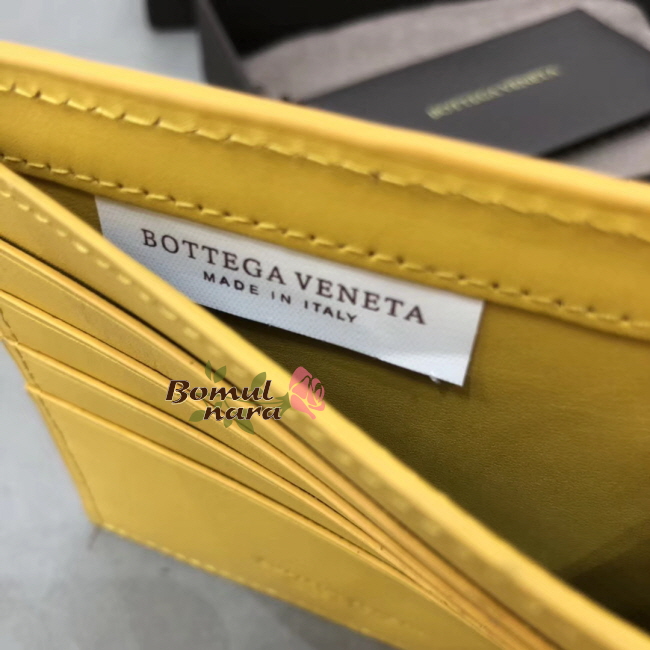 BOTTEGA VENETA
BOTTEGA VENETA
MADE IN ITALY
Bomul
nara